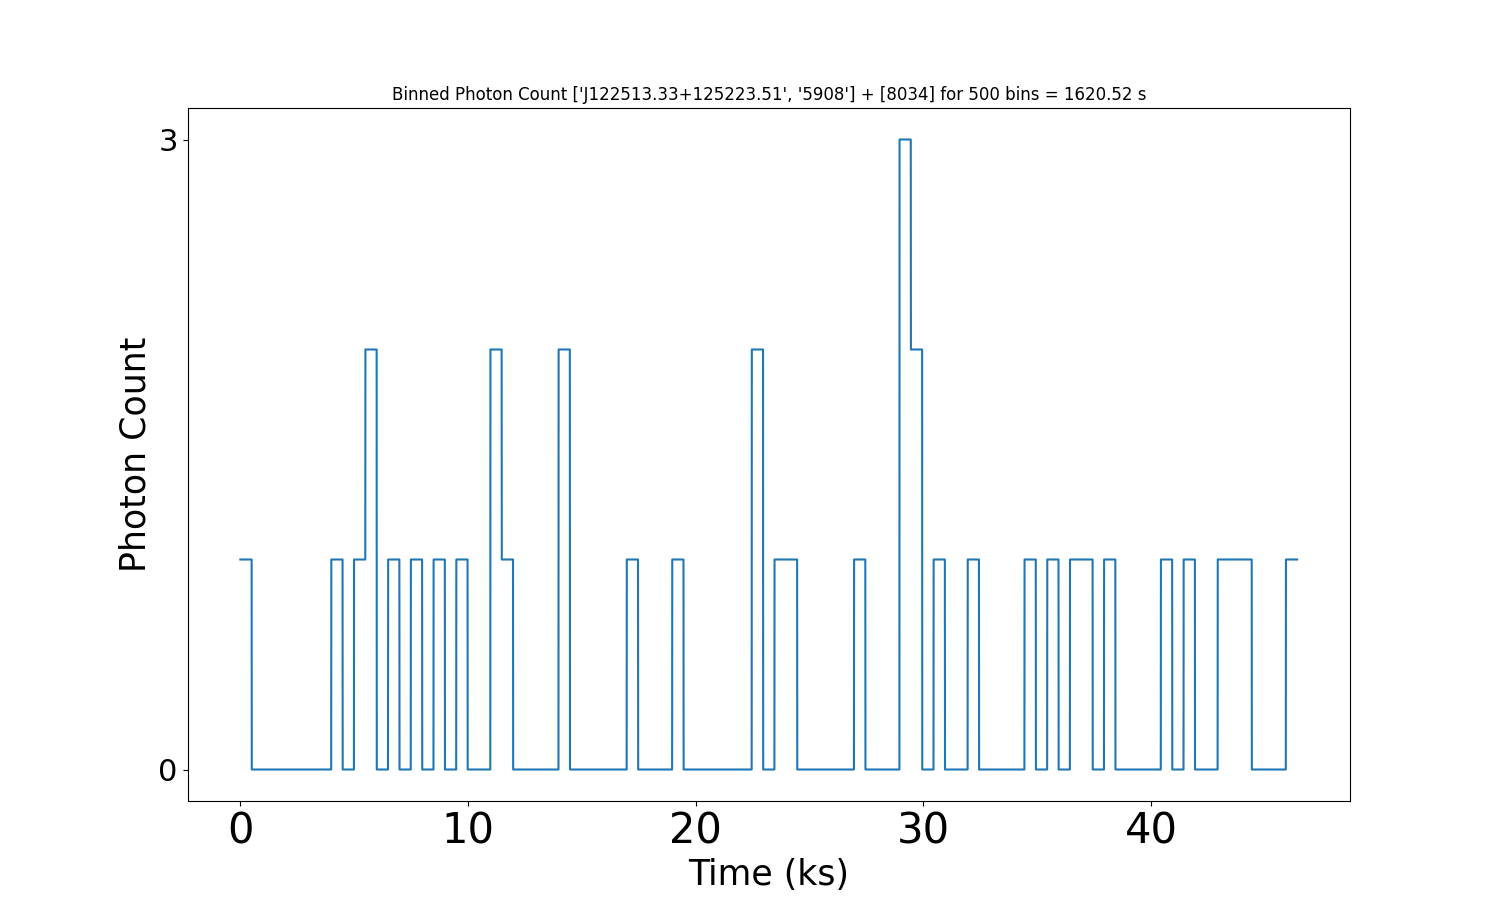 Binned Photon Count ['J122513.33+125223.51', '5908'] + [8034] for 500 bins = 1620.52 s
3
Photon Count
0
0 10 20 30 40
Time (ks)